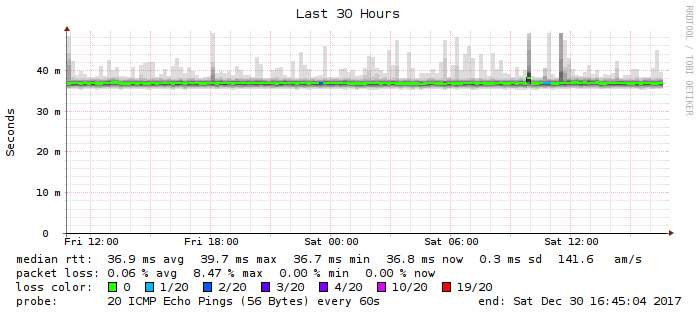 Last 30 Hours
RRDTOOL / TOBI OETIKER
Seconds
40 m
30 m
20 m
10 m
0
Fri 12:00 Fri 18:00 Sat 00:00 Sat 06:00 Sat 12:00
median rtt: 36.9 ms avg 39.7 ms max 36.7 ms min 36.8 ms now 0.3 ms sd 141.6 am/s
packet loss: 0.06 % avg 8.47 % max 0.00 % min 0.00 % now
loss color: 0 1/20 2/20 3/20 4/20 10/20 19/20
probe: 20 ICMP Echo Pings (56 Bytes) every 60s end: Sat Dec 30 16:45:04 2017